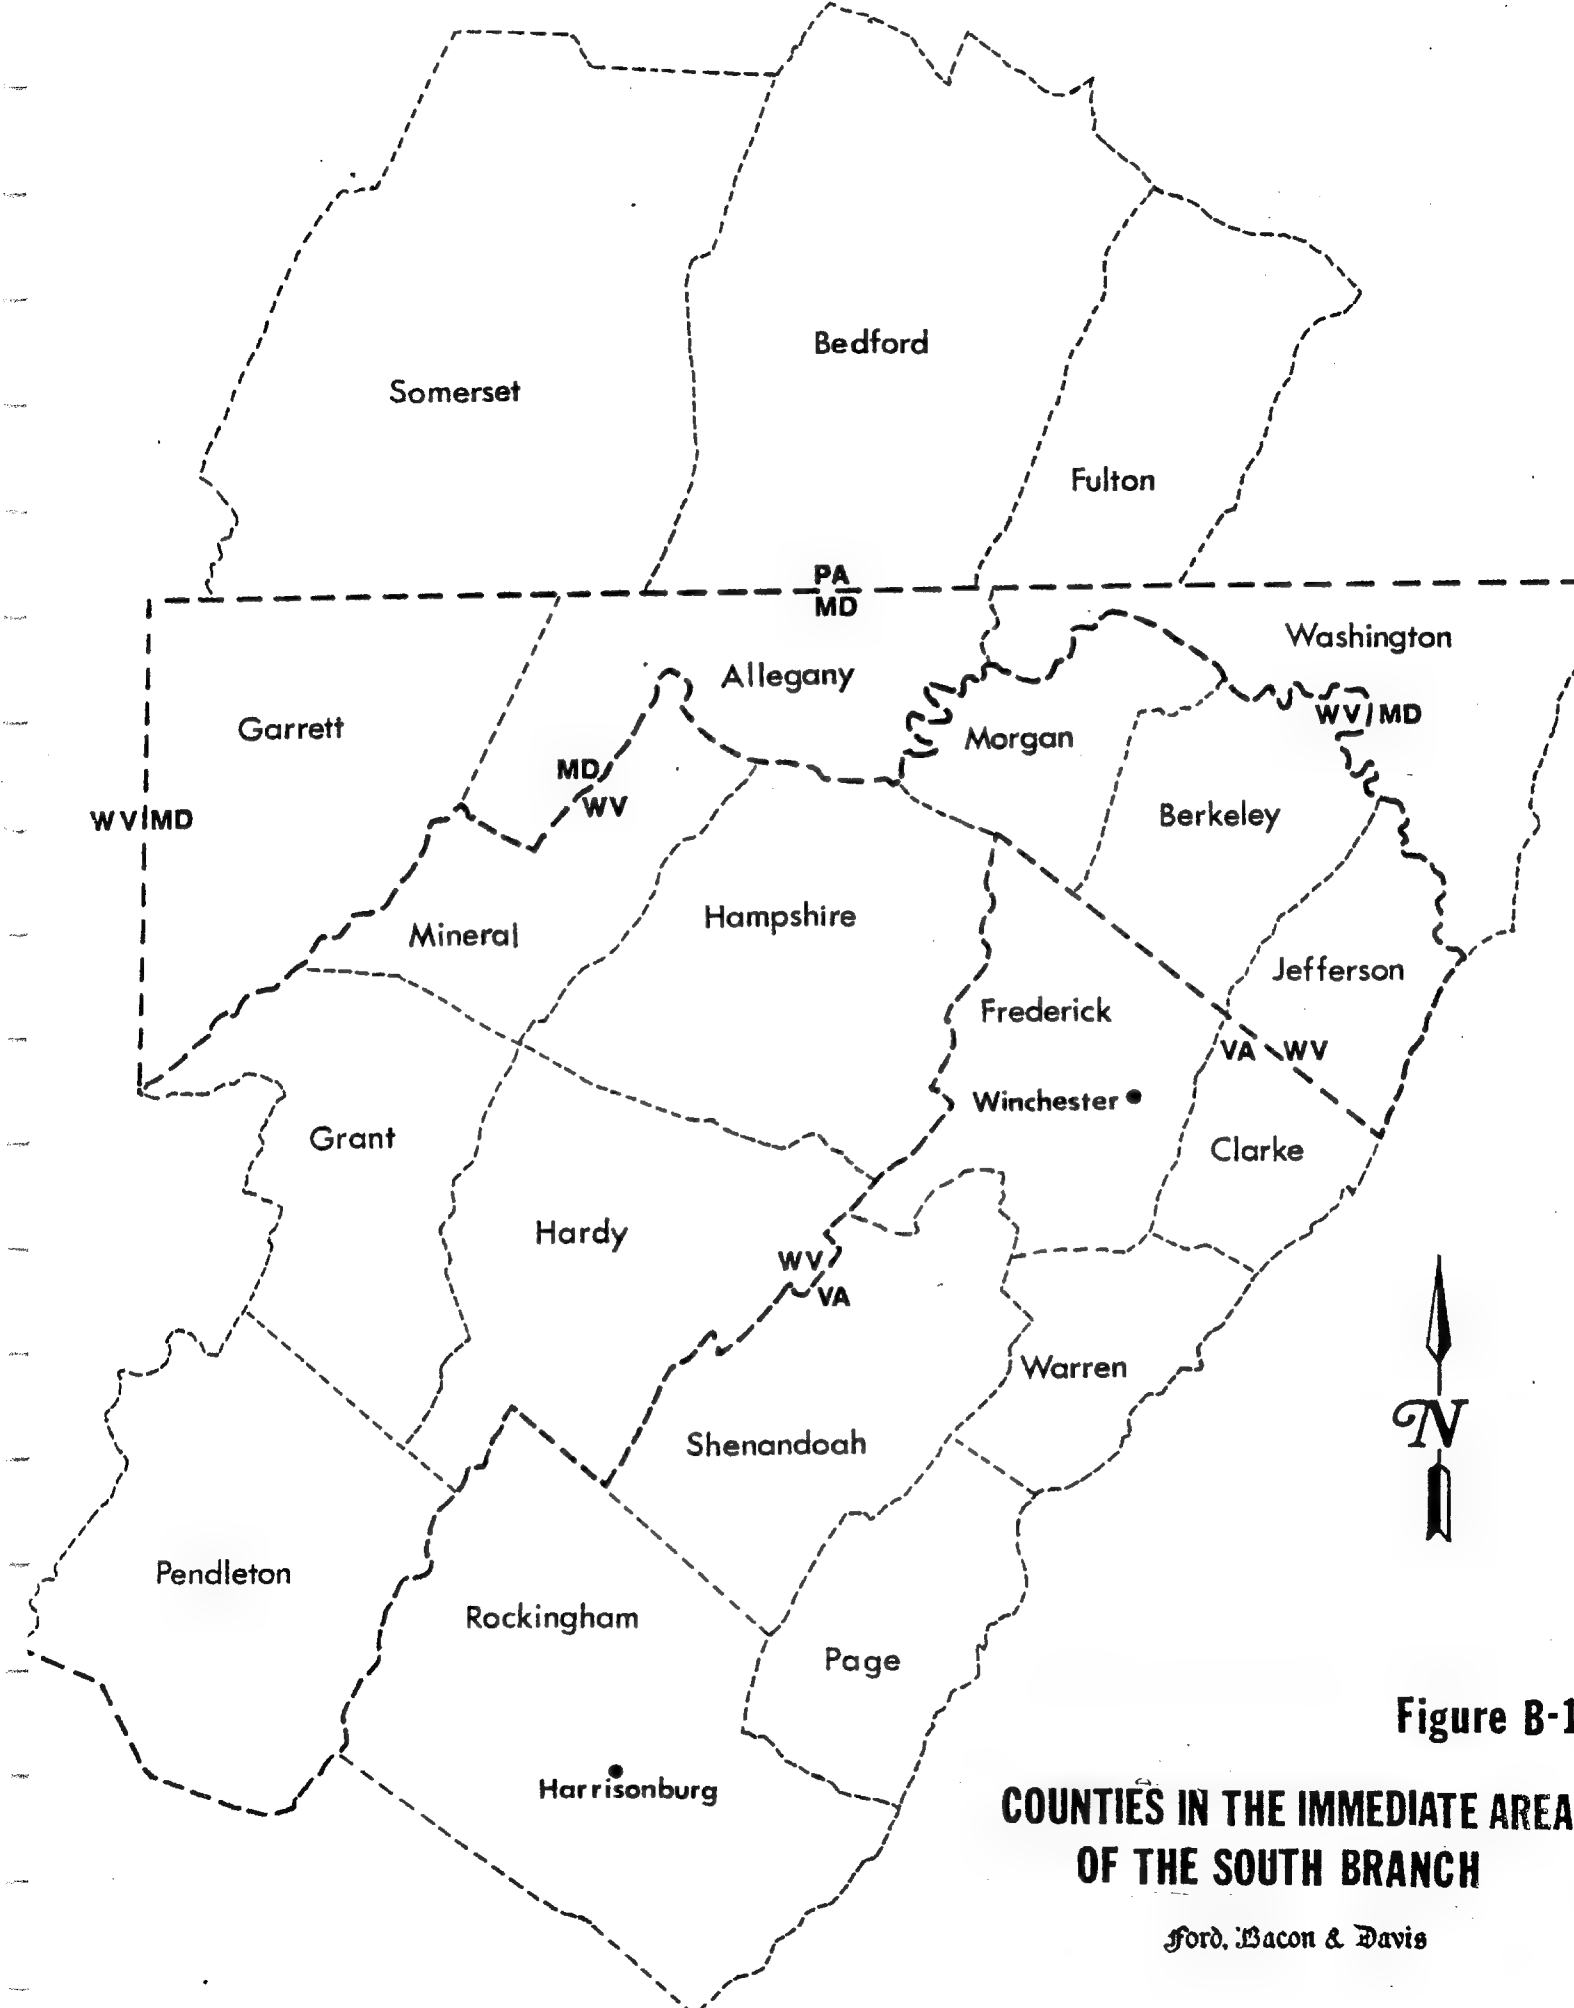 Bedford
Somerset
Fulton
PA
MD
Washington
Allegany
Garrett
WV MD
Morgan
MD
WV
Berkeley
WV MD
Hampshire
Mineral
Jefferson
Frederick
VA WV
Winchester
Grant
Clarke
Hardy
WV
VA
Warren
N
Shenandoah
Pendleton
Rockingham
Page
Figure B-1
Harrisonburg
COUNTIES IN THE IMMEDIATE AREA
OF THE SOUTH BRANCH
Ford, Bacon & Davis